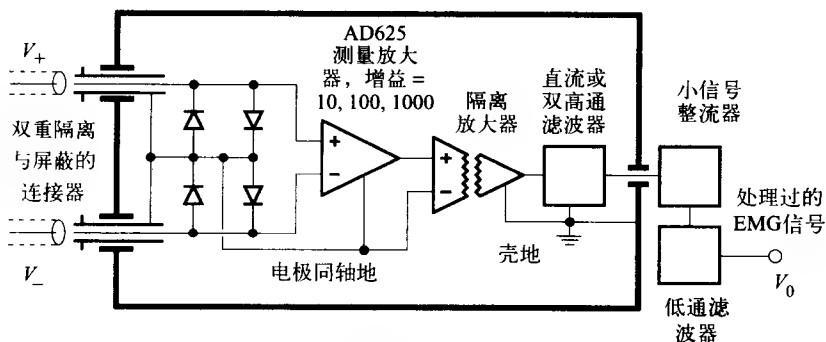 V+
双重隔离
与屏蔽的
连接器
V−
AD625
测量放大
器，增益 =
10, 100, 1000
+
−
电极同轴地
隔离
放大器
+
−
直流或
双高通
滤波器
壳地
小信号
整流器
处理过的
EMG信号
V0
低通滤
波器